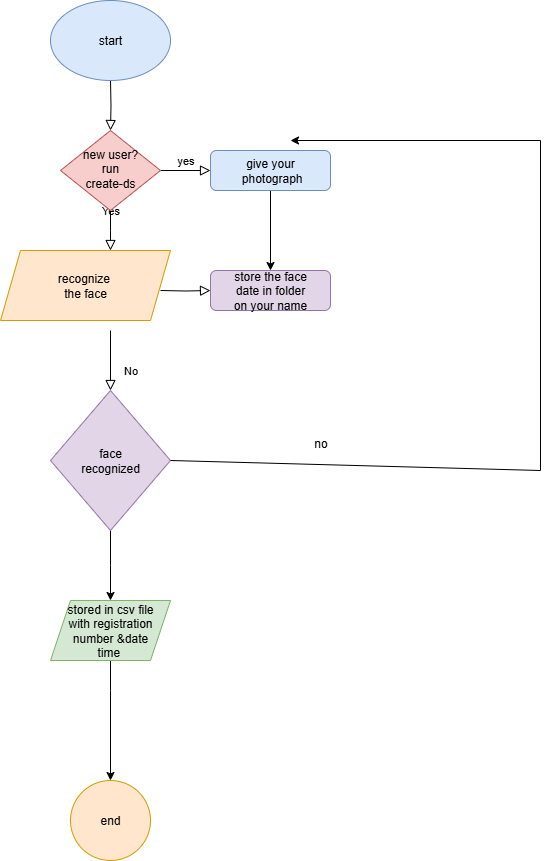 start
new user?
run
create-ds
yes
give your
photograph
Yes
recognize
the face
store the face
date in folder
on your name
No
face
recognized
no
stored in csv file
with registration
number &date
time
end